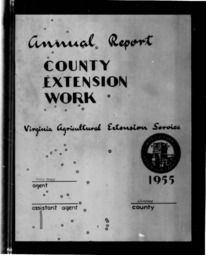 Annual Report
COUNTY
EXTENSION
WORK
Virginia Agricultural Extension Service
1955
agent
assistant agent
county